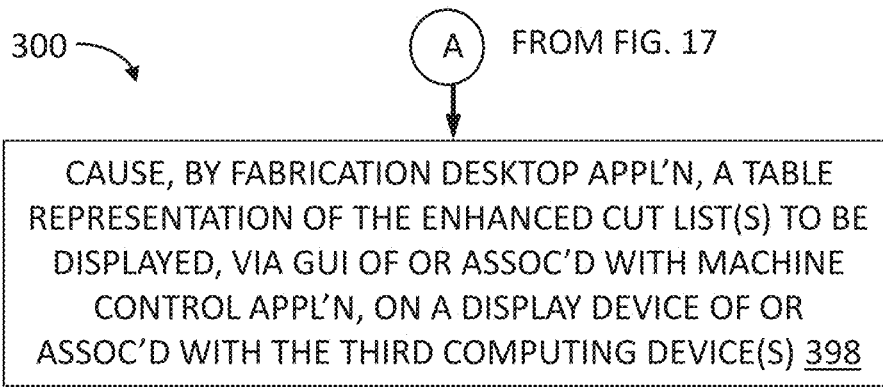 300
A FROM FIG. 17
CAUSE, BY FABRICATION DESKTOP APPL'N, A TABLE
REPRESENTATION OF THE ENHANCED CUT LIST(S) TO BE
DISPLAYED, VIA GUI OF OR ASSOC'D WITH MACHINE
CONTROL APPL'N, ON A DISPLAY DEVICE OF OR
ASSOC'D WITH THE THIRD COMPUTING DEVICE(S) 398